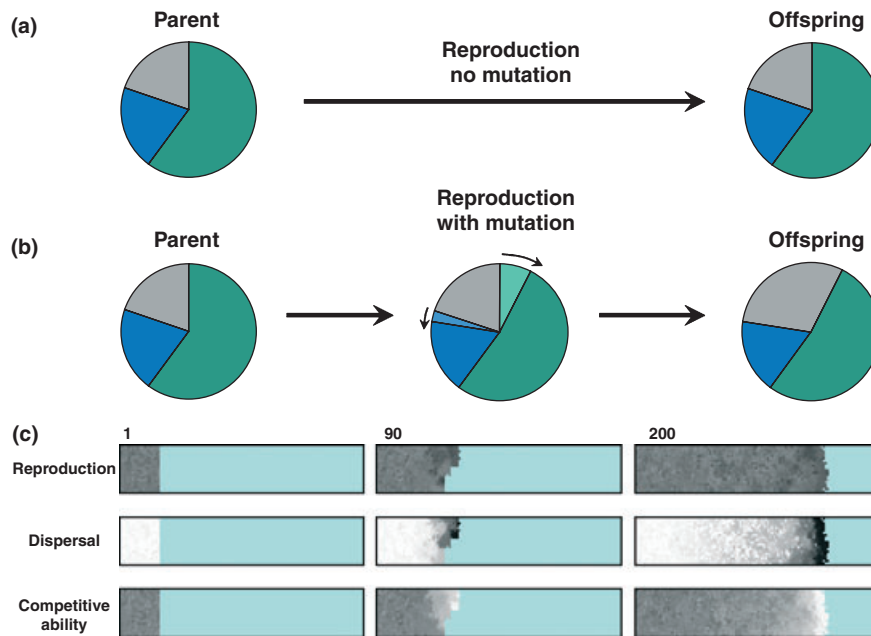 (a)
Parent
Reproduction
no mutation
Offspring
(b)
Parent
Reproduction
with mutation
Offspring
(c)
1
90
200
Reproduction
Dispersal
Competitive
ability